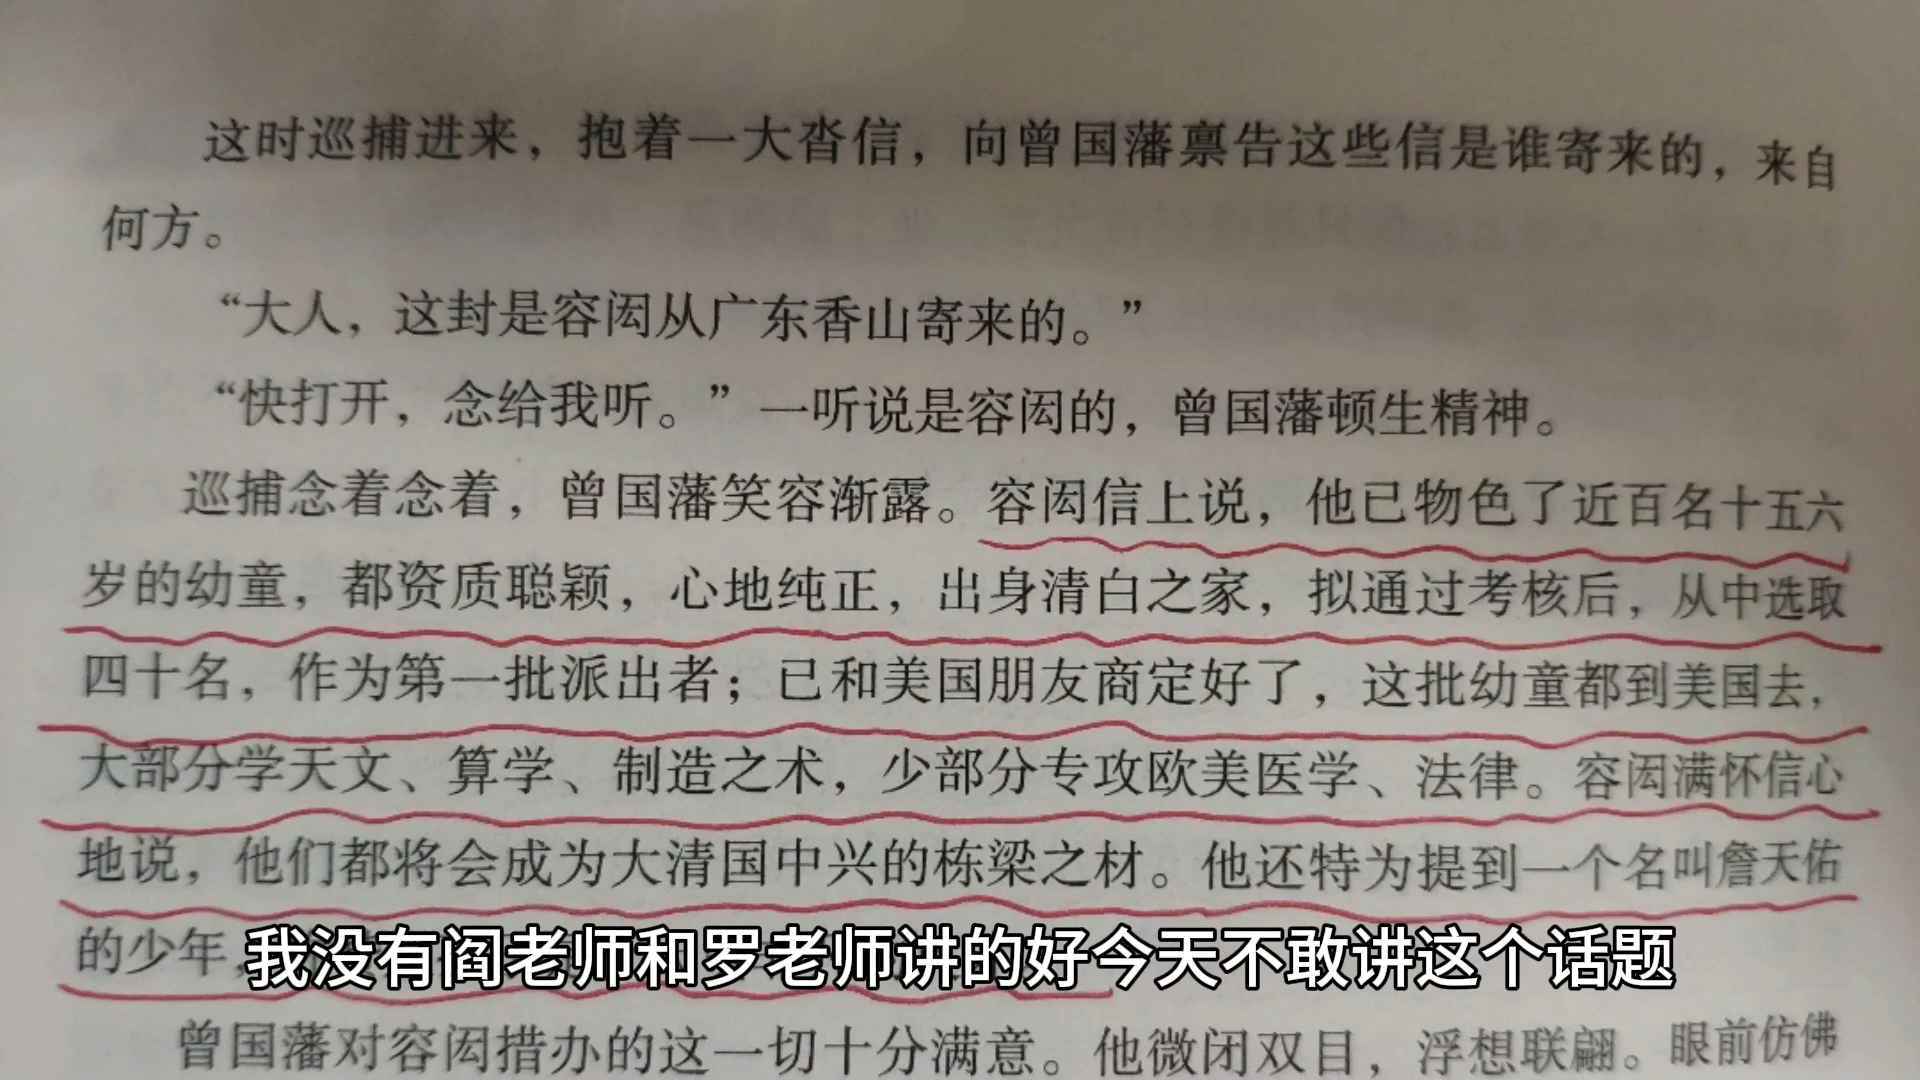 这时巡捕进来，抱着一大沓信，向曾国藩禀告这些信是谁寄来的，来自
何方。
“大人，这封是容闳从广东香山寄来的。”
“快打开，念给我听。”一听说是容闳的，曾国藩顿生精神。
巡捕念着念着，曾国藩笑容渐露。容闳信上说，他已物色了近百名十五六
岁的幼童，都资质聪颖，心地纯正，出身清白之家，拟通过考核后，从中选取
四十名，作为第一批派出者；已和美国朋友商定好了，这批幼童都到美国去，
大部分学天文、算学、制造之术，少部分专攻欧美医学、法律。容闳满怀信心
地说，他们都将会成为大清国中兴的栋梁之材。他还特为提到一个名叫詹天佑
的少年，
我没有阎老师和罗老师讲的好今天不敢讲这个话题
曾国藩对容闳措办的这一切十分满意。他微闭双目，浮想联翩。眼前仿佛